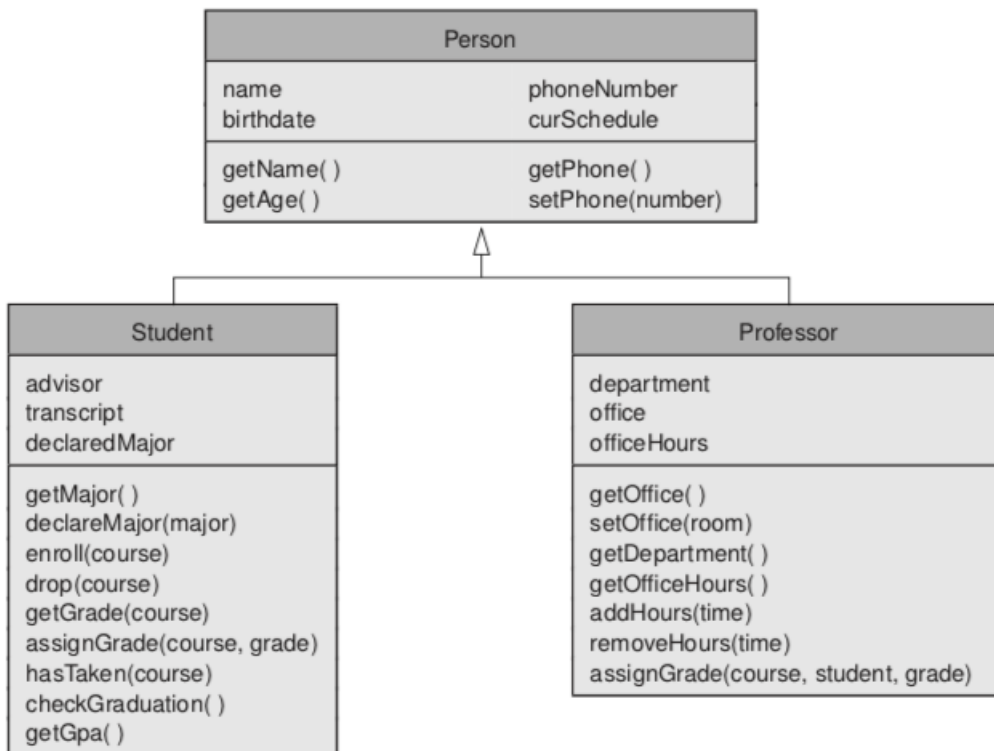 Person
name phoneNumber
birthdate curSchedule
getName( ) getPhone( )
getAge( ) setPhone(number)
Student
advisor
transcript
declaredMajor
getMajor( )
declareMajor(major)
enroll(course)
drop(course)
getGrade(course)
assignGrade(course, grade)
hasTaken(course)
checkGraduation( )
getGpa( )
Professor
department
office
officeHours
getOffice( )
setOffice(room)
getDepartment( )
getOfficeHours( )
addHours(time)
removeHours(time)
assignGrade(course, student, grade)